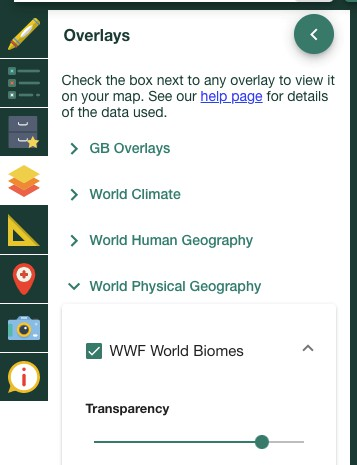 Overlays
Check the box next to any overlay to view it
on your map. See our help page for details
of the data used.
GB Overlays
World Climate
World Human Geography
World Physical Geography
WWF World Biomes
Transparency